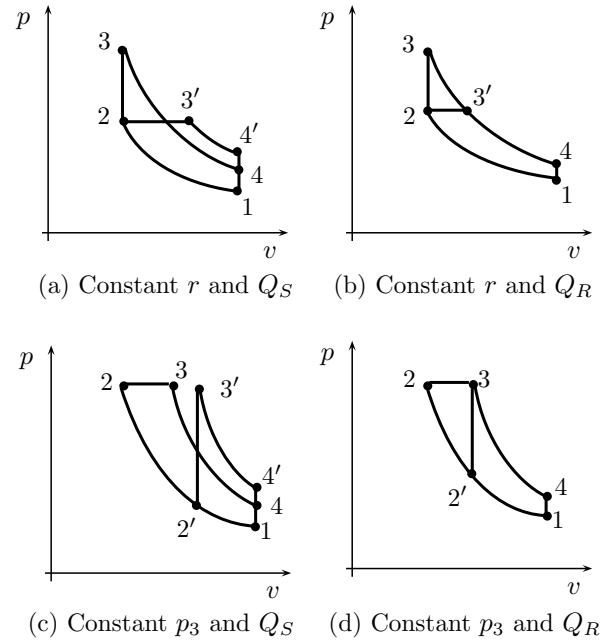 p
3
3′
2
4′
4
1
v
(a) Constant r and Q_S
p
3
3′
2
4
1
v
(b) Constant r and Q_R
p
2
3
3′
4′
4
2′
1
v
(c) Constant p_3 and Q_S
p
2
3
4
2′
1
v
(d) Constant p_3 and Q_R